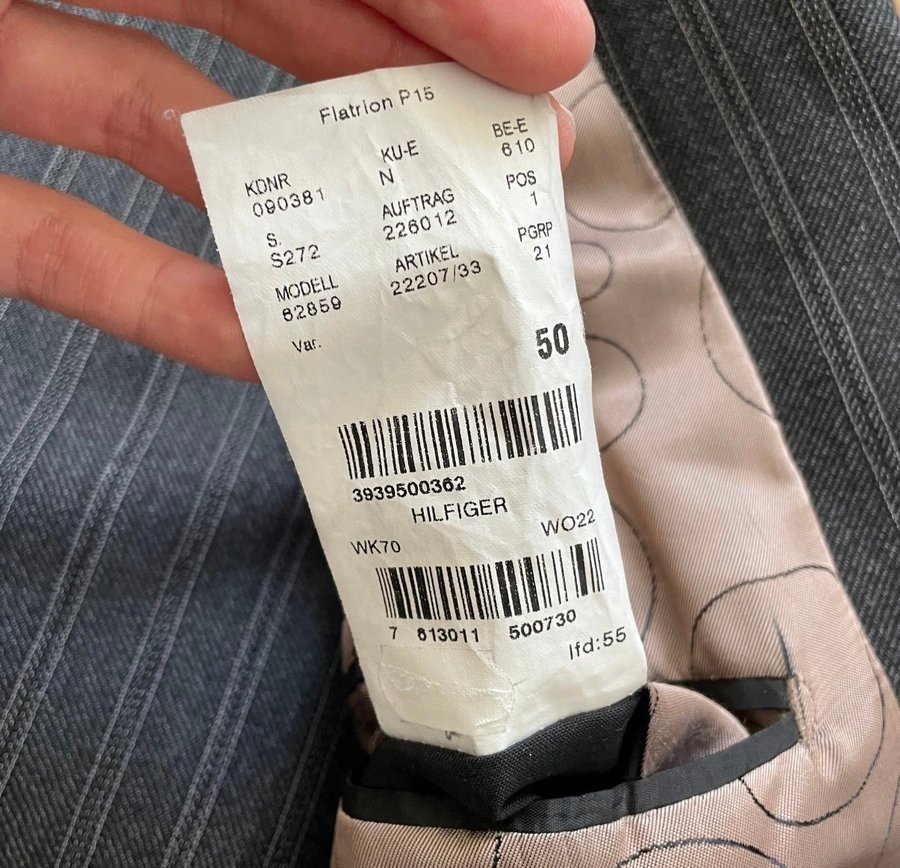 Flatrion P15
KDNR KU-E BE-E
090381 N 610
S. AUFTRAG POS
S272 226012 1
MODELL ARTIKEL PGRP
62859 22207/33 21
Var. 50
3939500362
HILFIGER
WK70 WO22
7 613011 500730
lfd:55